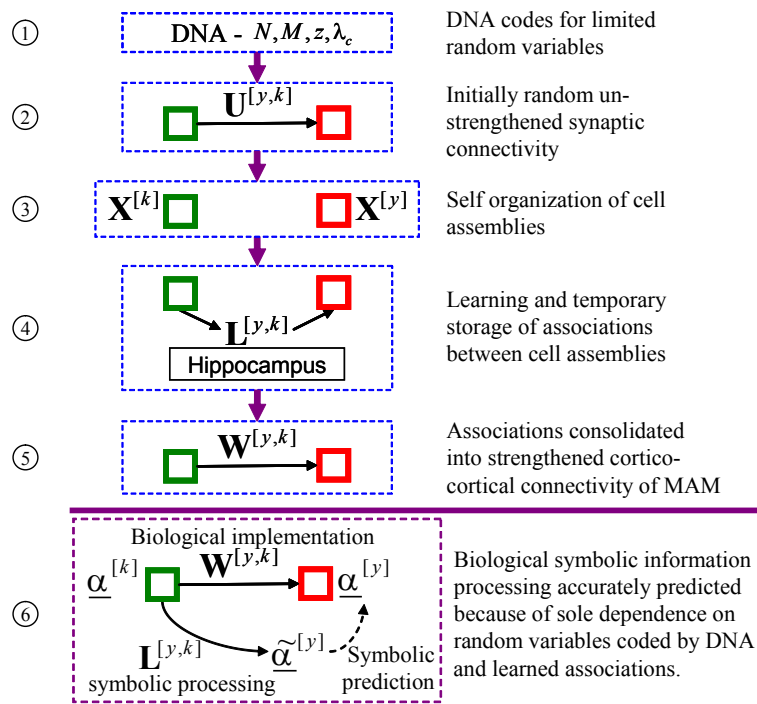 ①
DNA - N, M, z, λ_c
DNA codes for limited
random variables
②
U^[y,k]
Initially random un-
strengthened synaptic
connectivity
③
X^[k]
X^[y]
Self organization of cell
assemblies
④
L^[y,k]
Hippocampus
Learning and temporary
storage of associations
between cell assemblies
⑤
W^[y,k]
Associations consolidated
into strengthened cortico-
cortical connectivity of MAM
⑥
Biological implementation
W^[y,k]
α^[k]
α^[y]
L^[y,k]
α̃^[y]
symbolic processing
Symbolic
prediction
Biological symbolic information
processing accurately predicted
because of sole dependence on
random variables coded by DNA
and learned associations.